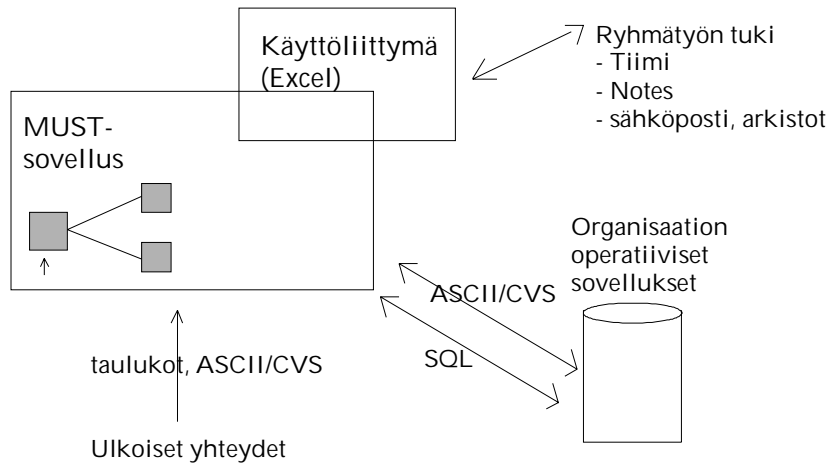 Käyttöliittymä
(Excel)
Ryhmätyön tuki
- Tiimi
- Notes
- sähköposti, arkistot
MUST-
sovellus
Organisaation
operatiiviset
sovellukset
ASCII/CVS
SQL
taulukot, ASCII/CVS
Ulkoiset yhteydet